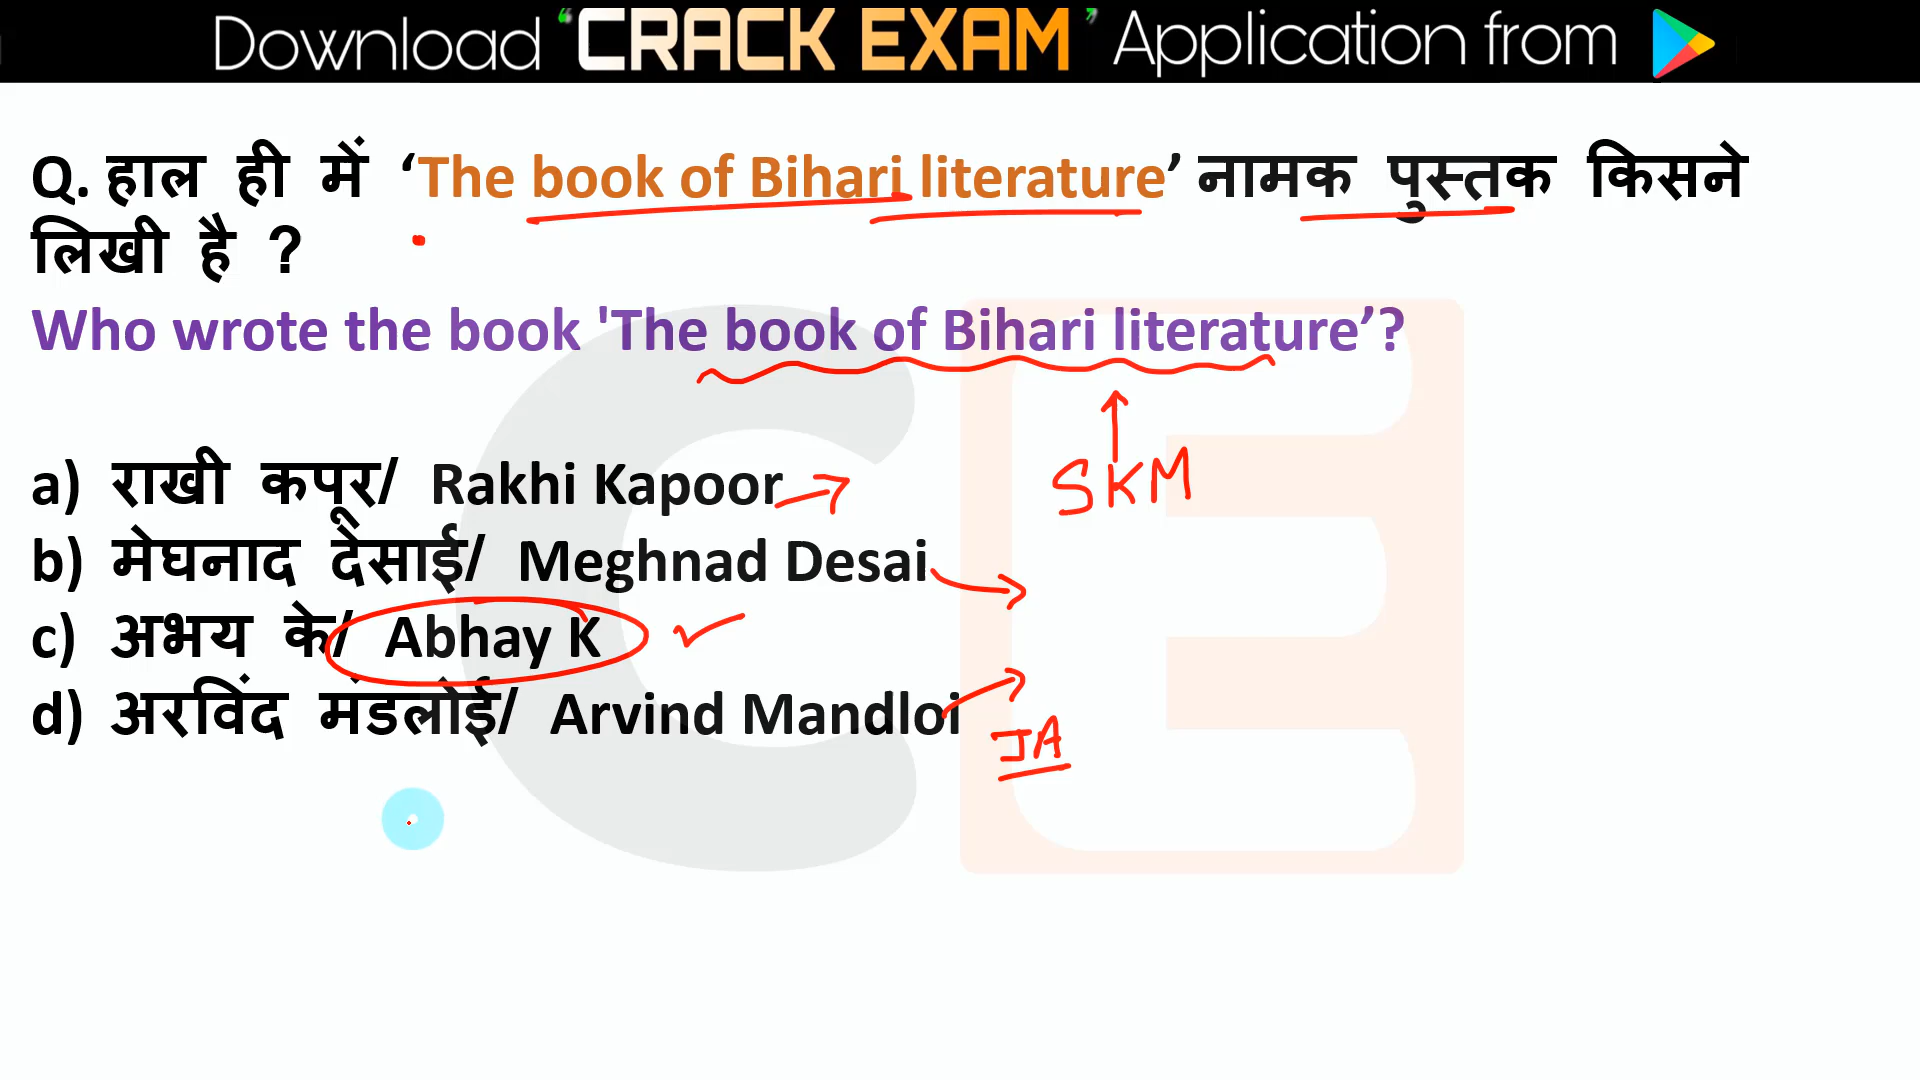 Download ‘CRACK EXAM’ Application from
Q. हाल ही में ‘The book of Bihari literature’ नामक पुस्तक किसने
लिखी है ?
Who wrote the book 'The book of Bihari literature’?
SKM
a) राखी कपूर/ Rakhi Kapoor
b) मेघनाद देसाई/ Meghnad Desai
c) अभय के/ Abhay K
d) अरविंद मंडलोई/ Arvind Mandloi
JA
CE